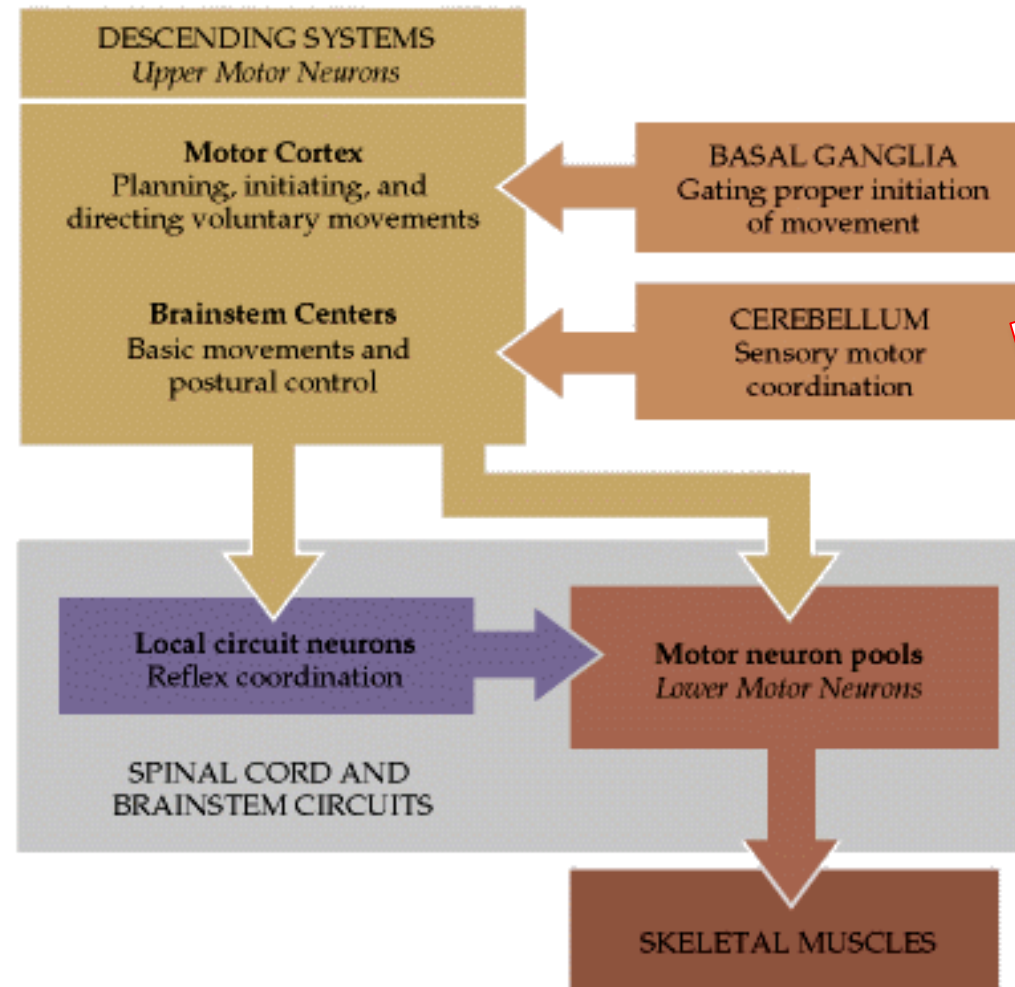 DESCENDING SYSTEMS
Upper Motor Neurons
Motor Cortex
Planning, initiating, and
directing voluntary movements
Brainstem Centers
Basic movements and
postural control
BASAL GANGLIA
Gating proper initiation
of movement
CEREBELLUM
Sensory motor
coordination
Local circuit neurons
Reflex coordination
Motor neuron pools
Lower Motor Neurons
SPINAL CORD AND
BRAINSTEM CIRCUITS
SKELETAL MUSCLES